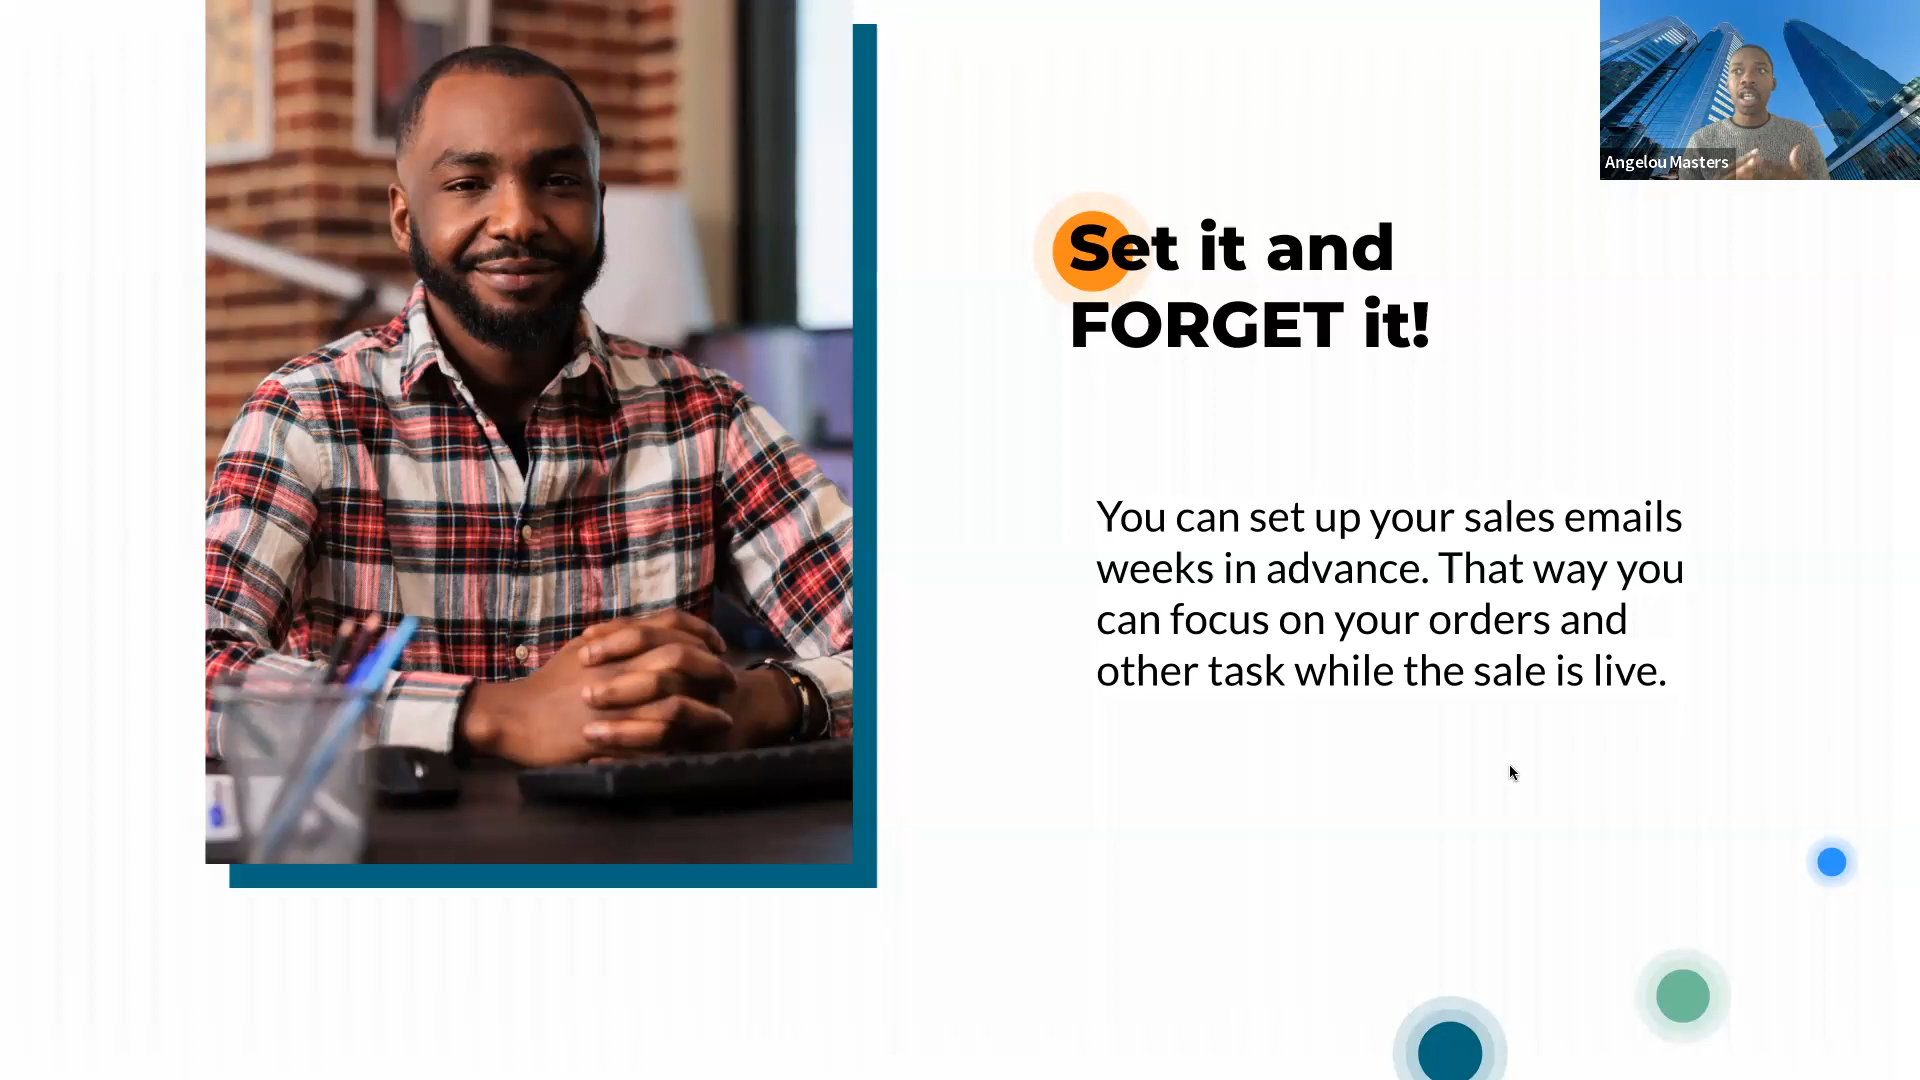 Angelou Masters
Set it and
FORGET it!
You can set up your sales emails
weeks in advance. That way you
can focus on your orders and
other task while the sale is live.